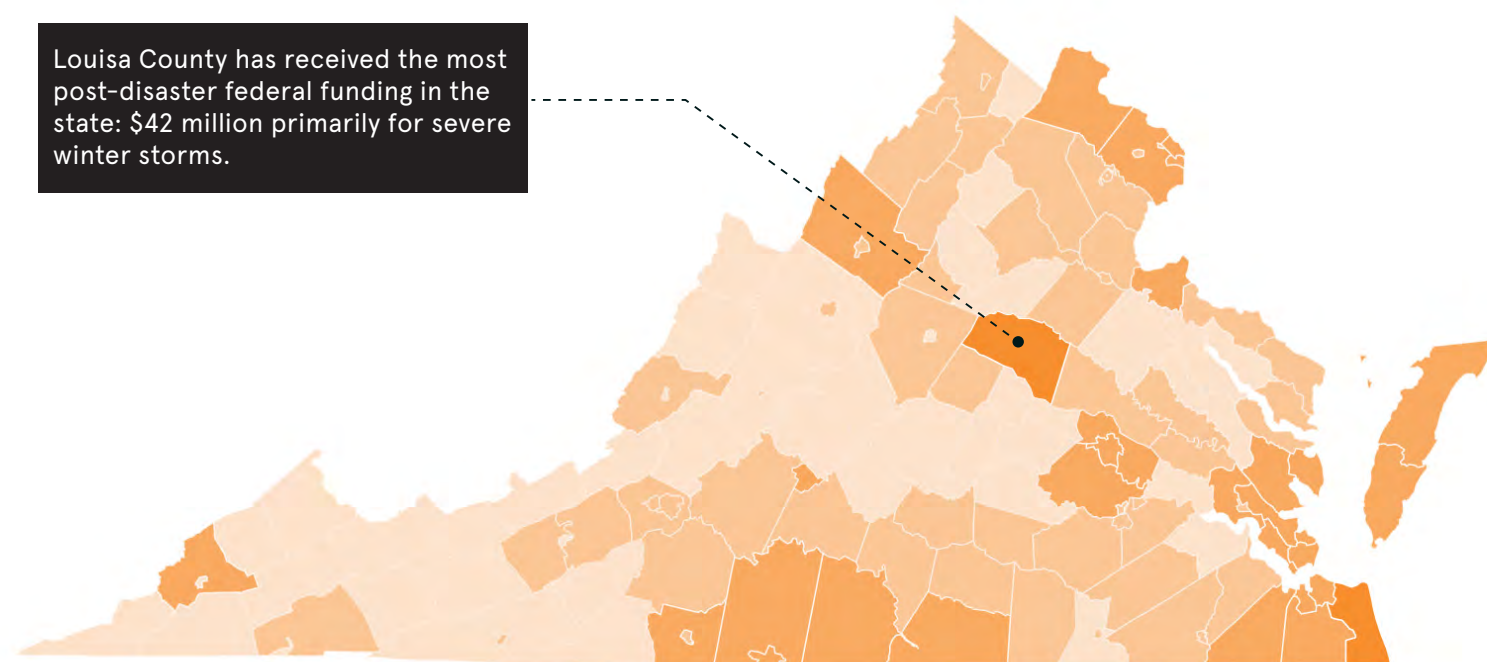 Louisa County has received the most
post-disaster federal funding in the
state: $42 million primarily for severe
winter storms.